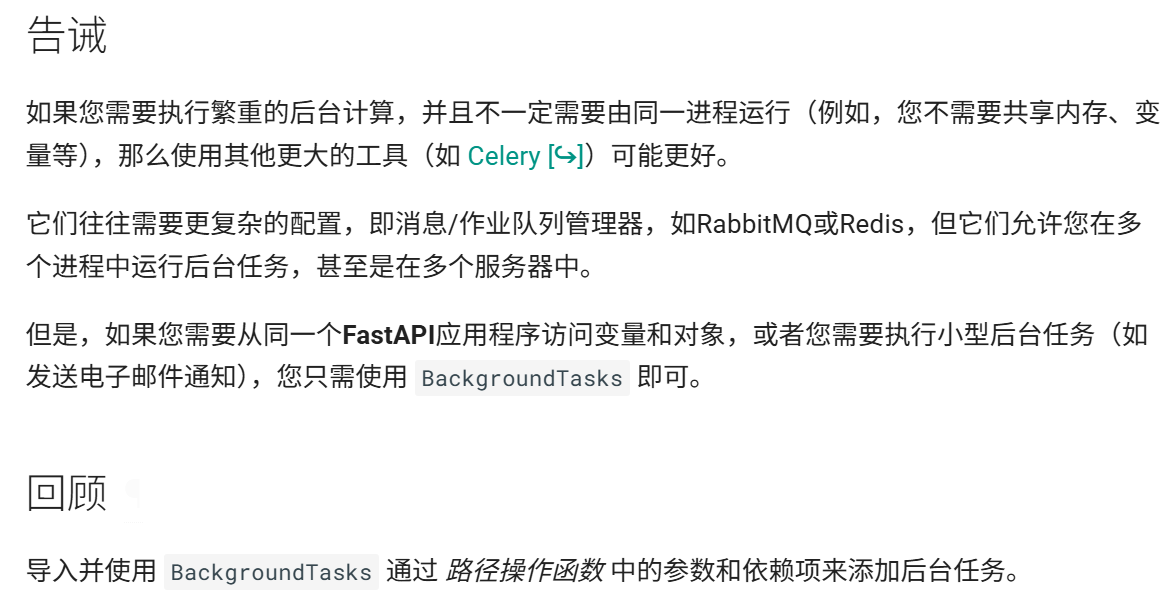 告诫
如果您需要执行繁重的后台计算，并且不一定需要由同一进程运行（例如，您不需要共享内存、变
量等），那么使用其他更大的工具（如 Celery [↪]）可能更好。
它们往往需要更复杂的配置，即消息/作业队列管理器，如RabbitMQ或Redis，但它们允许您在多
个进程中运行后台任务，甚至是在多个服务器中。
但是，如果您需要从同一个FastAPI应用程序访问变量和对象，或者您需要执行小型后台任务（如
发送电子邮件通知），您只需使用 BackgroundTasks 即可。
回顾 ¶
导入并使用 BackgroundTasks 通过 路径操作函数 中的参数和依赖项来添加后台任务。